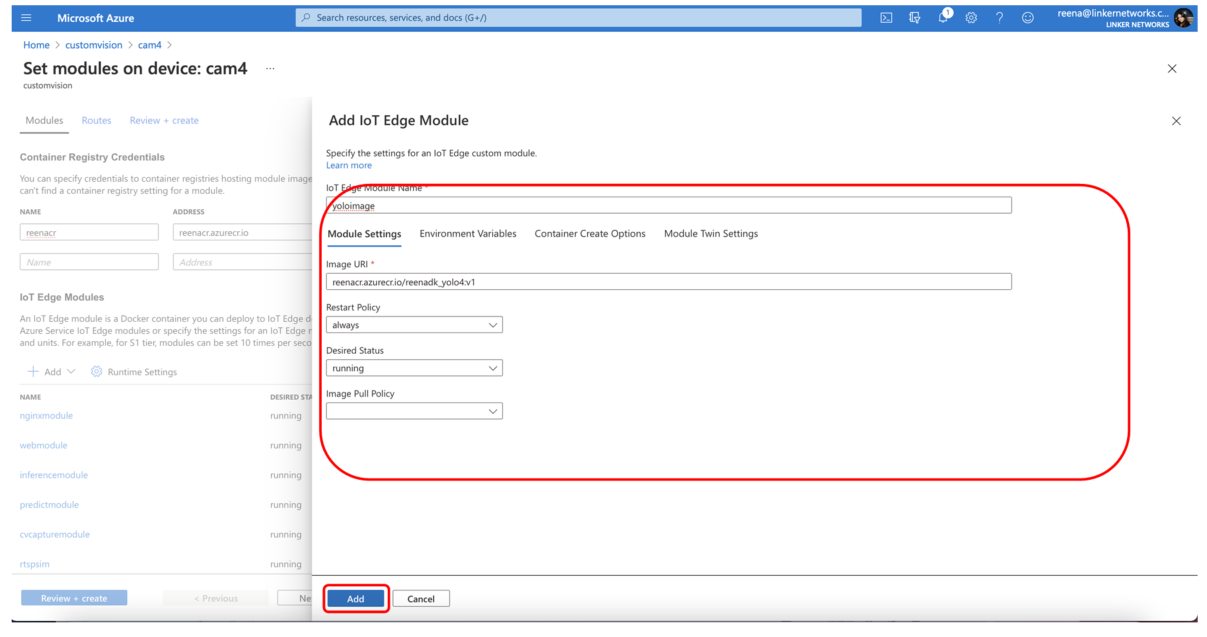 Microsoft Azure
Search resources, services, and docs (G+/)
1
reena@linkernetworks.c...
LINKER NETWORKS
Home > customvision > cam4 >
Set modules on device: cam4 ...
customvision
Modules Routes Review + create
Container Registry Credentials
You can specify credentials to container registries hosting module image
can't find a container registry setting for a module.
NAME ADDRESS
reenacr reenacr.azurecr.io
Name Address
IoT Edge Modules
An IoT Edge module is a Docker container you can deploy to IoT Edge d
Azure Service IoT Edge modules or specify the settings for an IoT Edge r
and units. For example, for S1 tier, modules can be set 10 times per seco
Add Runtime Settings
NAME DESIRED STA
nginxmodule running
webmodule running
inferencemodule running
predictmodule running
cvcapturemodule running
rtspsim running
Review + create < Previous Ne
Add IoT Edge Module
Specify the settings for an IoT Edge custom module.
Learn more
IoT Edge Module Name *
yoloimage
Module Settings Environment Variables Container Create Options Module Twin Settings
Image URI *
reenacr.azurecr.io/reenadk_yolo4:v1
Restart Policy
always
Desired Status
running
Image Pull Policy
Add Cancel